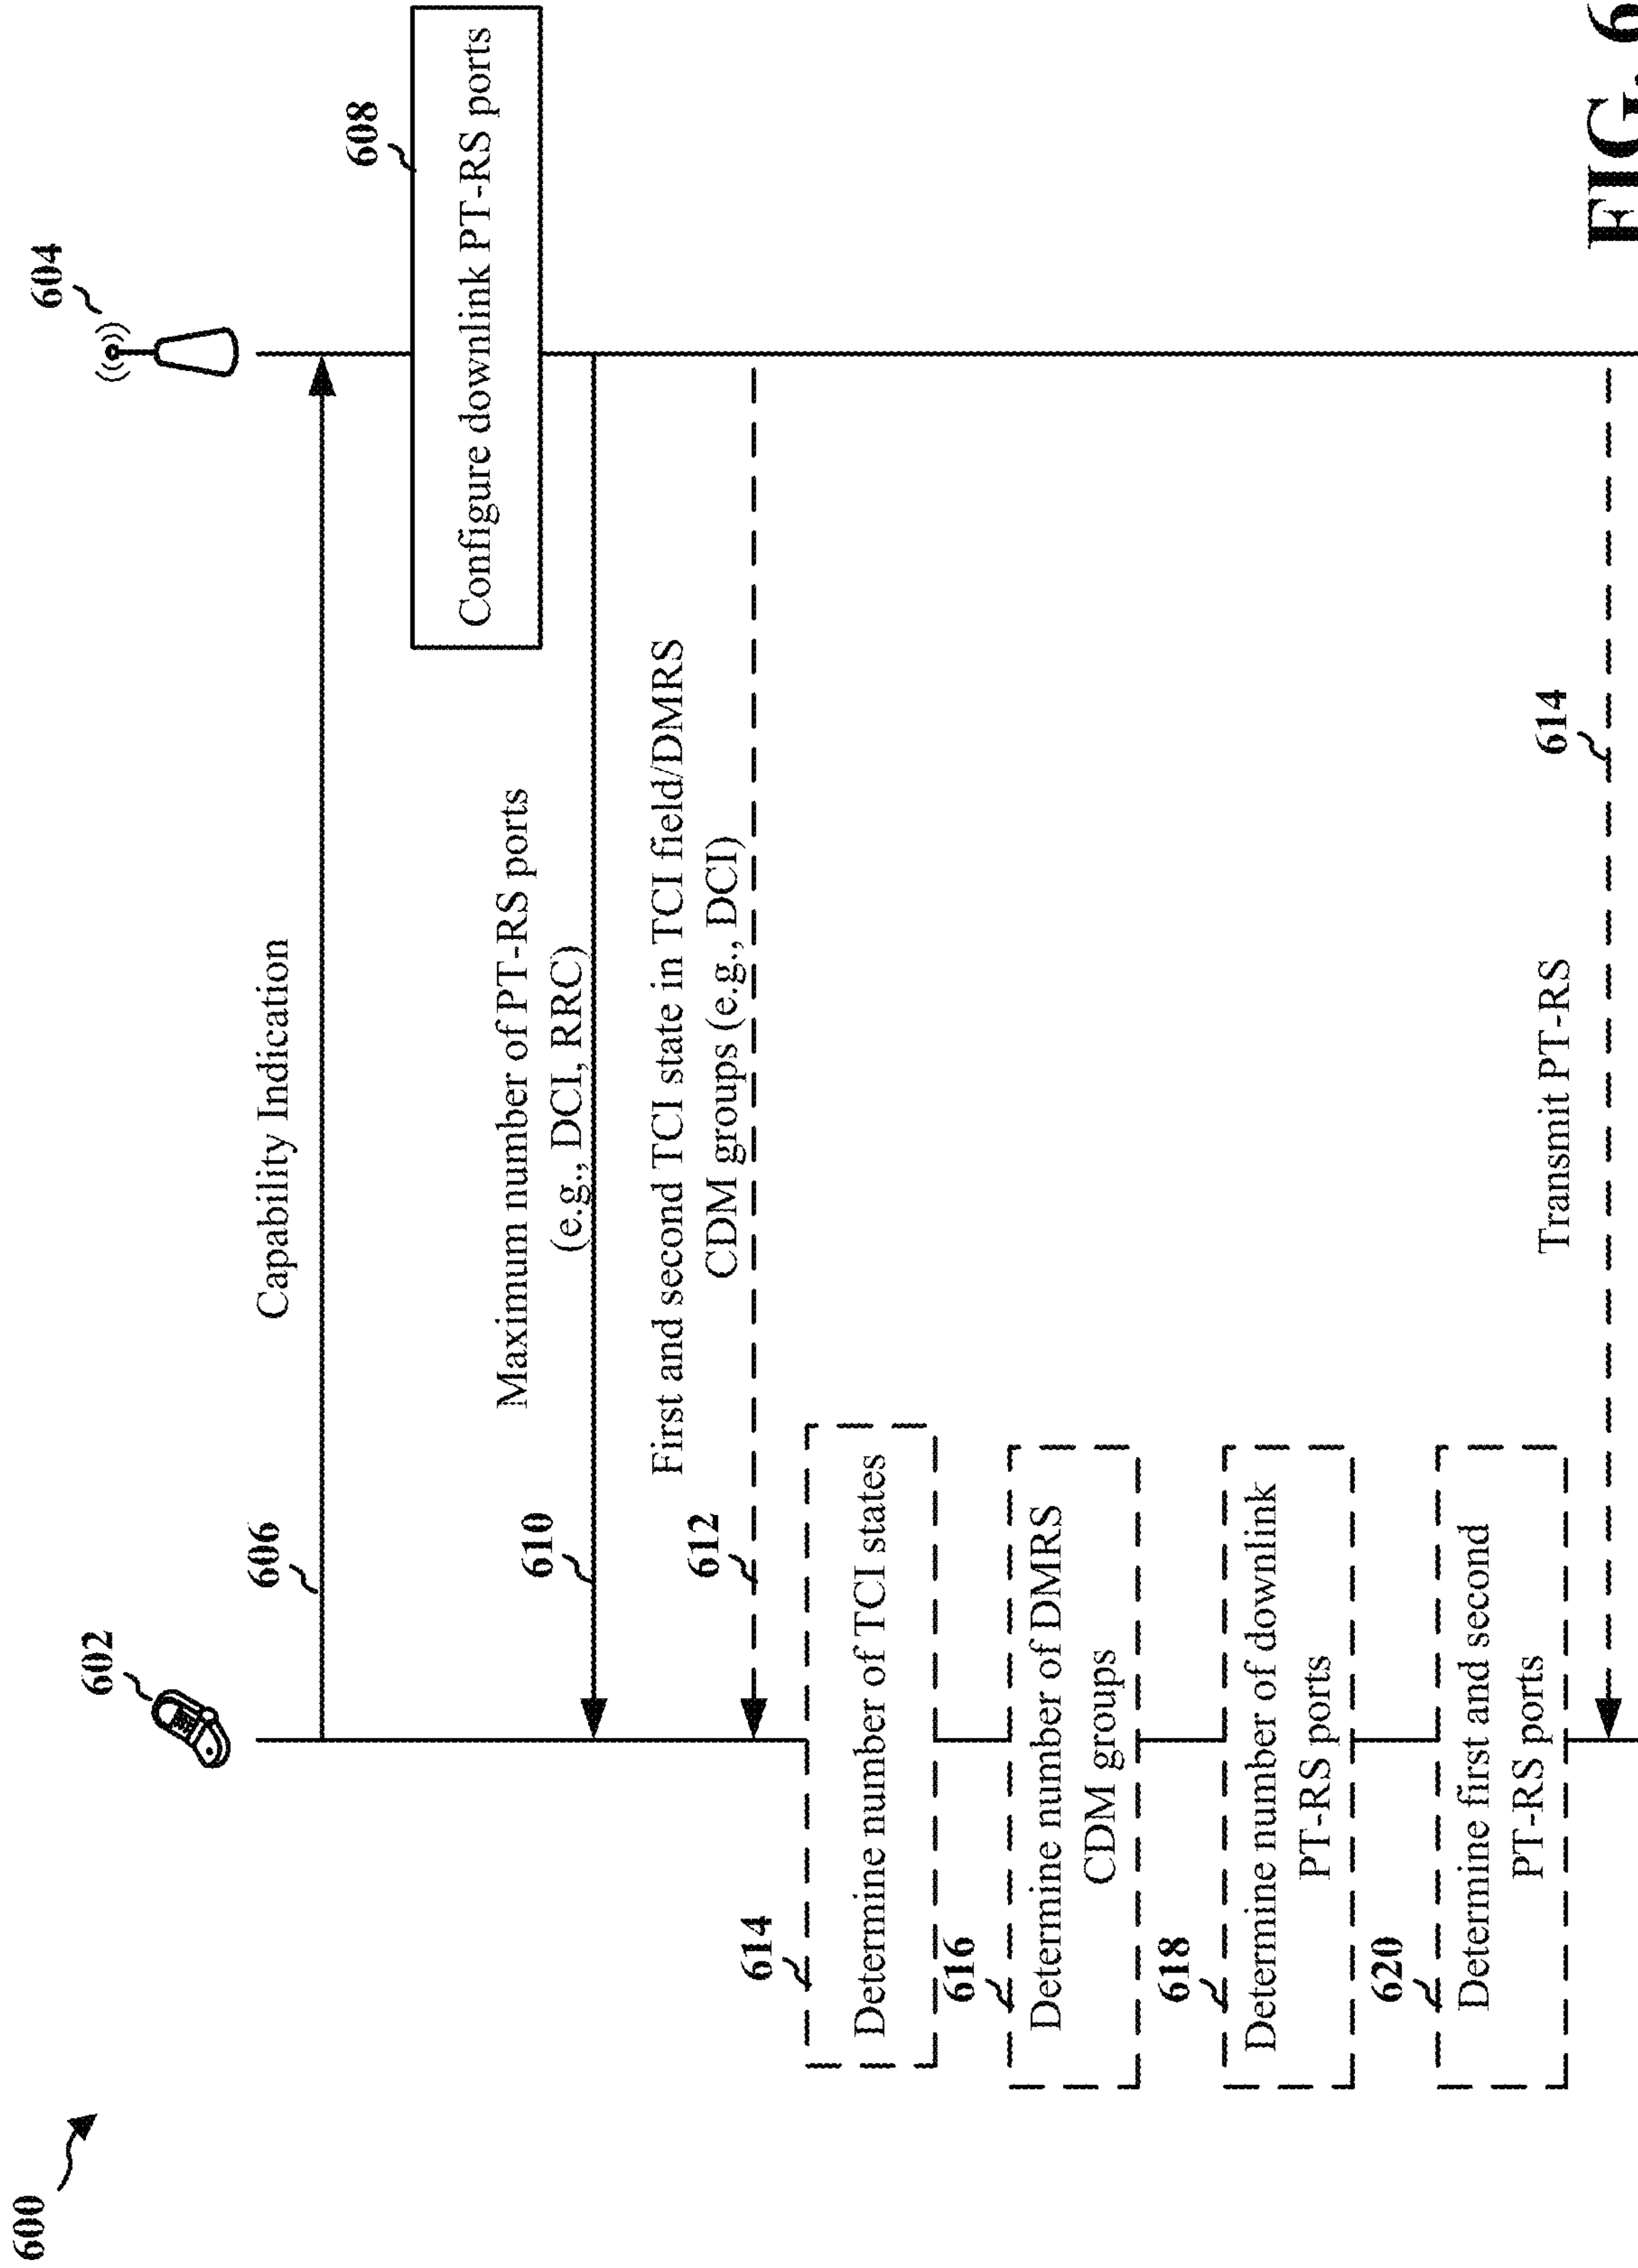 600
602
604
606
Capability Indication
608
Configure downlink PT-RS ports
Maximum number of PT-RS ports
(e.g., DCI, RRC)
610
First and second TCI state in TCI field/DMRS
CDM groups (e.g., DCI)
612
614
Determine number of TCI states
616
Determine number of DMRS
CDM groups
618
Determine number of downlink
PT-RS ports
620
Determine first and second
PT-RS ports
Transmit PT-RS
614
FIG. 6